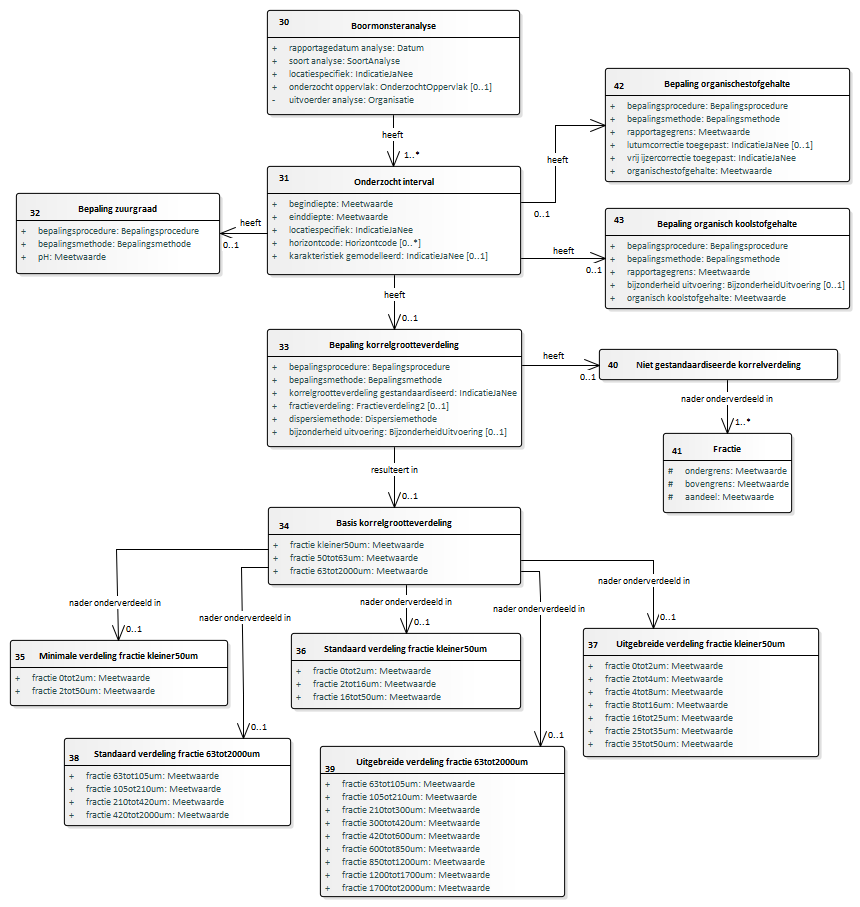 30
Boormonsteranalyse
+ rapportagedatum analyse: Datum
+ soort analyse: SoortAnalyse
+ locatiespecifiek: IndicatieJaNee
+ onderzocht oppervlak: OnderzochtOppervlak [0..1]
- uitvoerder analyse: Organisatie
heeft
1..*
31
Onderzocht interval
+ begindiepte: Meetwaarde
+ einddiepte: Meetwaarde
+ locatiespecifiek: IndicatieJaNee
+ horizontcode: Horizontcode [0..*]
+ karakteristiek gemodelleerd: IndicatieJaNee [0..1]
heeft
0..1
42
Bepaling organischestofgehalte
+ bepalingsprocedure: Bepalingsprocedure
+ bepalingsmethode: Bepalingsmethode
+ rapportagegrens: Meetwaarde
+ lutumcorrectie toegepast: IndicatieJaNee [0..1]
+ vrij ijzercorrectie toegepast: IndicatieJaNee
+ organischestofgehalte: Meetwaarde
heeft
0..1
32
Bepaling zuurgraad
+ bepalingsprocedure: Bepalingsprocedure
+ bepalingsmethode: Bepalingsmethode
+ pH: Meetwaarde
heeft
0..1
43
Bepaling organisch koolstofgehalte
+ bepalingsprocedure: Bepalingsprocedure
+ bepalingsmethode: Bepalingsmethode
+ rapportagegrens: Meetwaarde
+ bijzonderheid uitvoering: BijzonderheidUitvoering [0..1]
+ organisch koolstofgehalte: Meetwaarde
heeft
0..1
33
Bepaling korrelgrootteverdeling
+ bepalingsprocedure: Bepalingsprocedure
+ bepalingsmethode: Bepalingsmethode
+ korrelgrootteverdeling gestandaardiseerd: IndicatieJaNee
+ fractieverdeling: Fractieverdeling2 [0..1]
+ dispersiemethode: Dispersiemethode
+ bijzonderheid uitvoering: BijzonderheidUitvoering [0..1]
heeft
0..1
40
Niet gestandaardiseerde korrelverdeling
nader onderverdeeld in
1..*
41
Fractie
# ondergrens: Meetwaarde
# bovengrens: Meetwaarde
# aandeel: Meetwaarde
resulteert in
0..1
34
Basis korrelgrootteverdeling
+ fractie kleiner50um: Meetwaarde
+ fractie 50tot63um: Meetwaarde
+ fractie 63tot2000um: Meetwaarde
nader onderverdeeld in
0..1
nader onderverdeeld in
0..1
nader onderverdeeld in
0..1
nader onderverdeeld in
0..1
nader onderverdeeld in
0..1
35
Minimale verdeling fractie kleiner50um
+ fractie 0tot2um: Meetwaarde
+ fractie 2tot50um: Meetwaarde
36
Standaard verdeling fractie kleiner50um
+ fractie 0tot2um: Meetwaarde
+ fractie 2tot16um: Meetwaarde
+ fractie 16tot50um: Meetwaarde
37
Uitgebreide verdeling fractie kleiner50um
+ fractie 0tot2um: Meetwaarde
+ fractie 2tot4um: Meetwaarde
+ fractie 4tot8um: Meetwaarde
+ fractie 8tot16um: Meetwaarde
+ fractie 16tot25um: Meetwaarde
+ fractie 25tot35um: Meetwaarde
+ fractie 35tot50um: Meetwaarde
38
Standaard verdeling fractie 63tot2000um
+ fractie 63tot105um: Meetwaarde
+ fractie 105ot210um: Meetwaarde
+ fractie 210tot420um: Meetwaarde
+ fractie 420tot2000um: Meetwaarde
39
Uitgebreide verdeling fractie 63tot2000um
+ fractie 63tot105um: Meetwaarde
+ fractie 105ot210um: Meetwaarde
+ fractie 210tot300um: Meetwaarde
+ fractie 300tot420um: Meetwaarde
+ fractie 420tot600um: Meetwaarde
+ fractie 600tot850um: Meetwaarde
+ fractie 850tot1200um: Meetwaarde
+ fractie 1200tot1700um: Meetwaarde
+ fractie 1700tot2000um: Meetwaarde